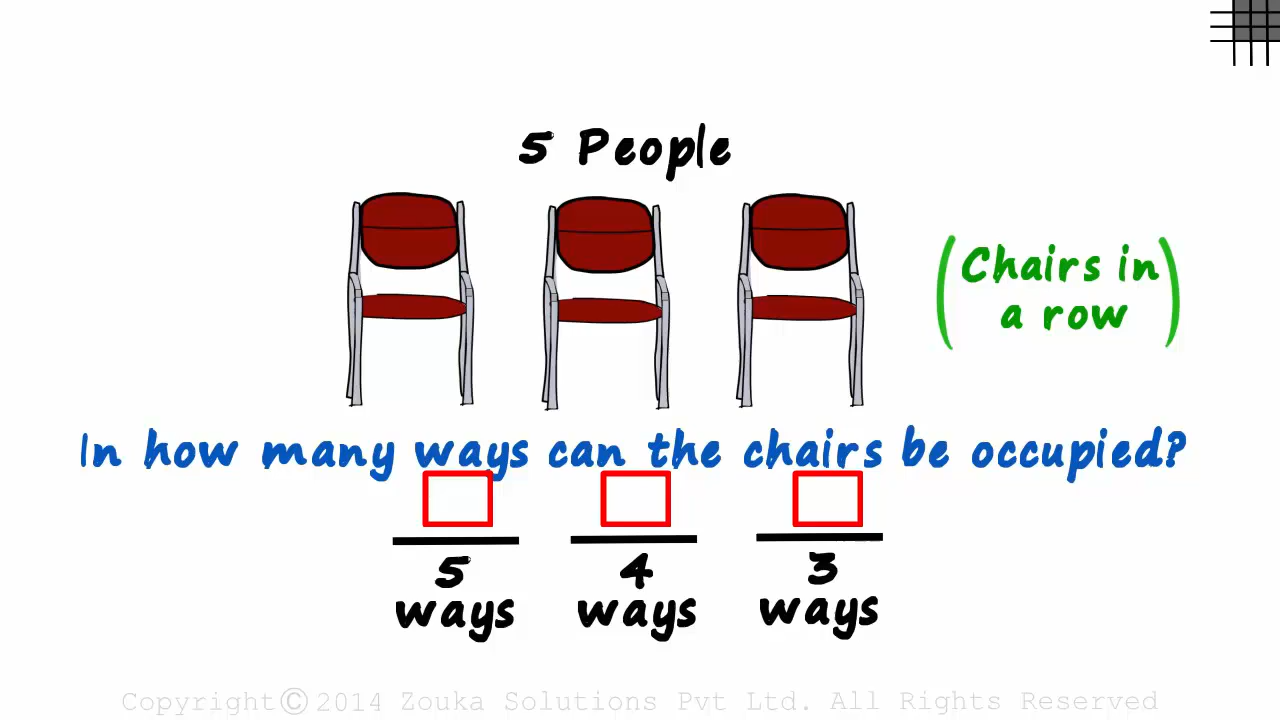 5 People
(Chairs in
a row)
In how many ways can the chairs be occupied?
5 4 3
ways ways ways
Copyright©2014 Zouka Solutions Pvt Ltd. All Rights Reserved